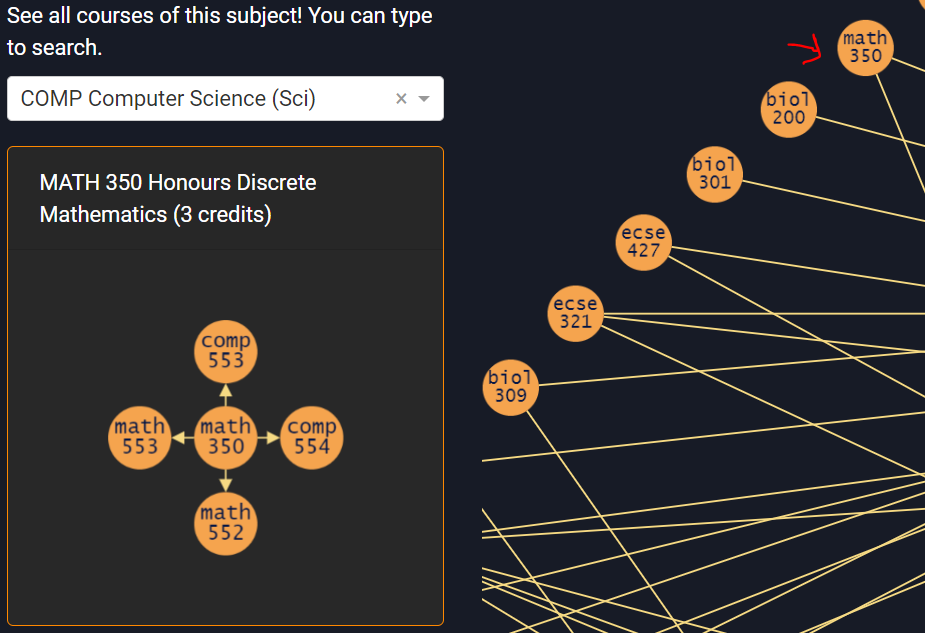 See all courses of this subject! You can type
to search.
COMP Computer Science (Sci)
MATH 350 Honours Discrete
Mathematics (3 credits)
comp
553
math
553
math
350
comp
554
math
552
math
350
biol
200
biol
301
ecse
427
ecse
321
biol
309